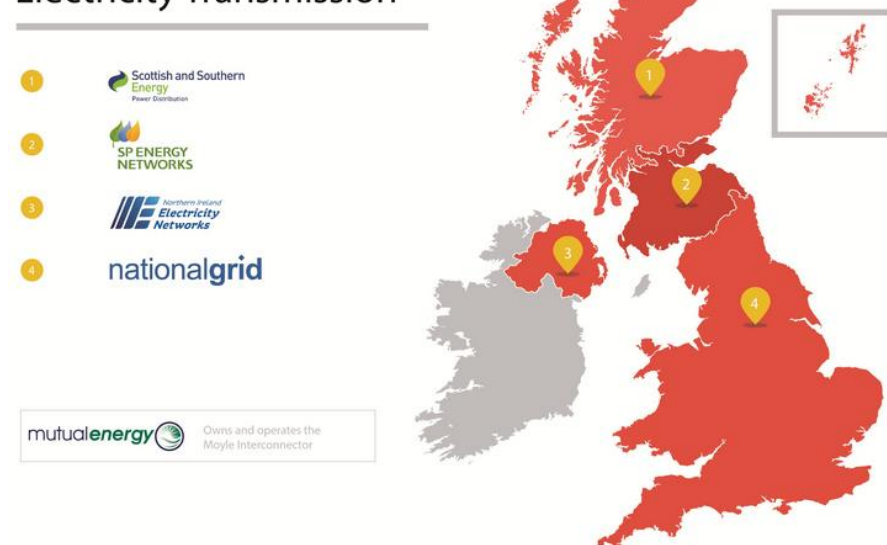 Electricity Transmission
1
Scottish and Southern
Energy
Power Distribution
2
SP ENERGY
NETWORKS
3
Northern Ireland
Electricity
Networks
4
nationalgrid
mutualenergy
Owns and operates the
Moyle Interconnector
1
2
3
4